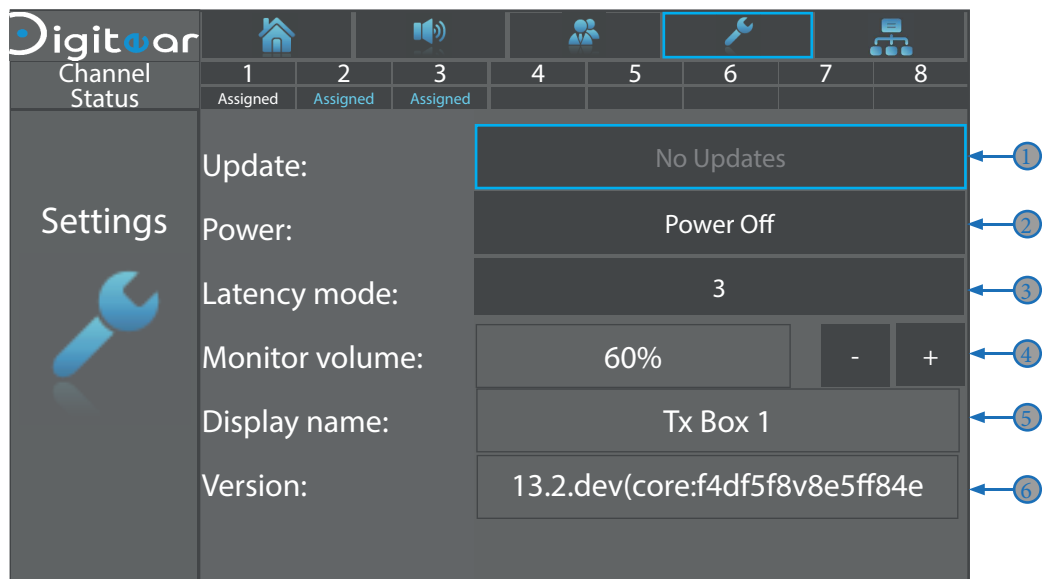 Digitear
Channel 1 2 3 4 5 6 7 8
Status Assigned Assigned Assigned
Update: No Updates 1
Settings Power: Power Off 2
Latency mode: 3 3
Monitor volume: 60% - + 4
Display name: Tx Box 1 5
Version: 13.2.dev(core:f4df5f8v8e5ff84e 6